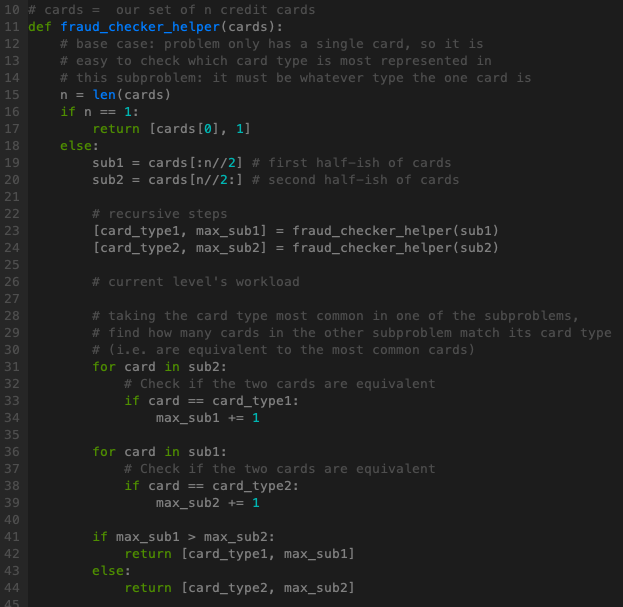 10 # cards =  our set of n credit cards
11 def fraud_checker_helper(cards):
12     # base case: problem only has a single card, so it is
13     # easy to check which card type is most represented in
14     # this subproblem: it must be whatever type the one card is
15     n = len(cards)
16     if n == 1:
17         return [cards[0], 1]
18     else:
19         sub1 = cards[:n//2] # first half-ish of cards
20         sub2 = cards[n//2:] # second half-ish of cards
21
22         # recursive steps
23         [card_type1, max_sub1] = fraud_checker_helper(sub1)
24         [card_type2, max_sub2] = fraud_checker_helper(sub2)
25
26         # current level's workload
27
28         # taking the card type most common in one of the subproblems,
29         # find how many cards in the other subproblem match its card type
30         # (i.e. are equivalent to the most common cards)
31         for card in sub2:
32             # Check if the two cards are equivalent
33             if card == card_type1:
34                 max_sub1 += 1
35
36         for card in sub1:
37             # Check if the two cards are equivalent
38             if card == card_type2:
39                 max_sub2 += 1
40
41         if max_sub1 > max_sub2:
42             return [card_type1, max_sub1]
43         else:
44             return [card_type2, max_sub2]
45